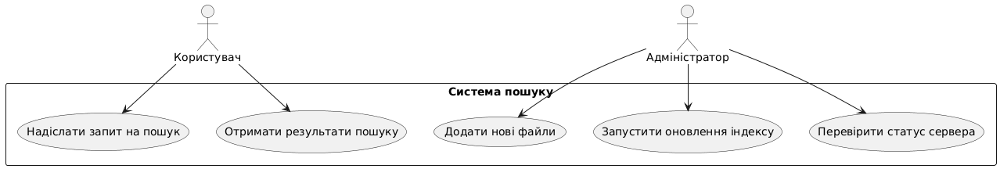 Користувач
Адміністратор
Система пошуку
Надіслати запит на пошук
Отримати результати пошуку
Додати нові файли
Запустити оновлення індексу
Перевірити статус сервера